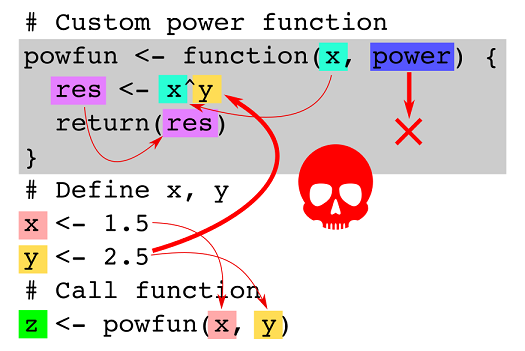 # Custom power function
powfun <- function(x, power) {
  res <- x^y
  return(res)
}
# Define x, y
x <- 1.5
y <- 2.5
# Call function
z <- powfun(x, y)